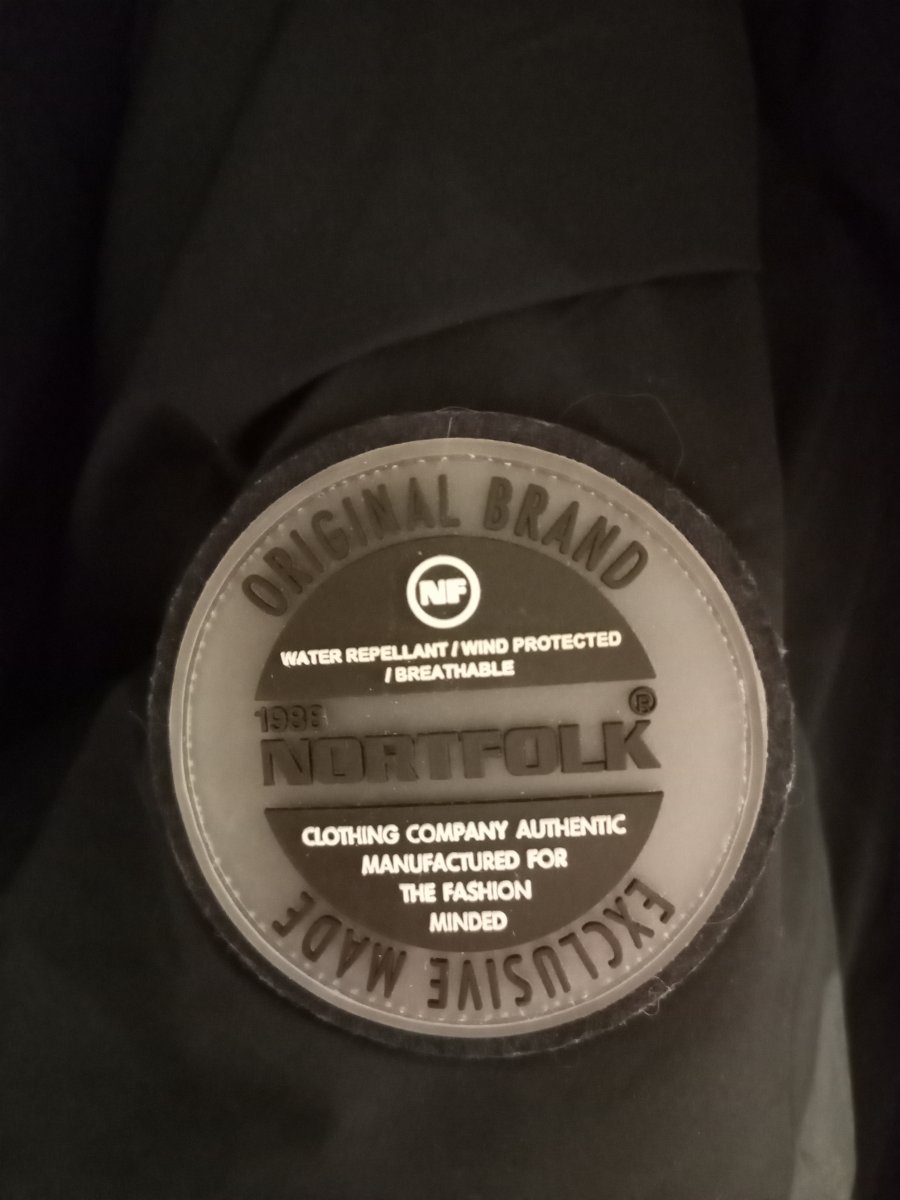 ORIGINAL BRAND
NF
WATER REPELLANT / WIND PROTECTED
/ BREATHABLE
1988
NORTFOLK®
CLOTHING COMPANY AUTHENTIC
MANUFACTURED FOR
THE FASHION
MINDED
EXCLUSIVE MADE